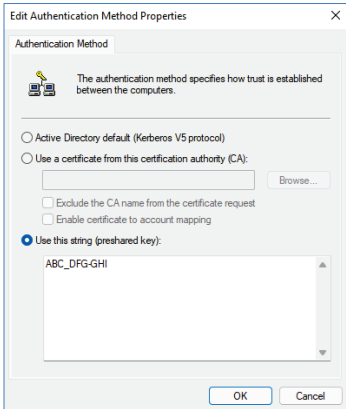 Edit Authentication Method Properties
Authentication Method
The authentication method specifies how trust is established
between the computers.
Active Directory default (Kerberos V5 protocol)
Use a certificate from this certification authority (CA):
Browse...
Exclude the CA name from the certificate request
Enable certificate to account mapping
Use this string (preshared key):
ABC_DFG-GHI
OK
Cancel